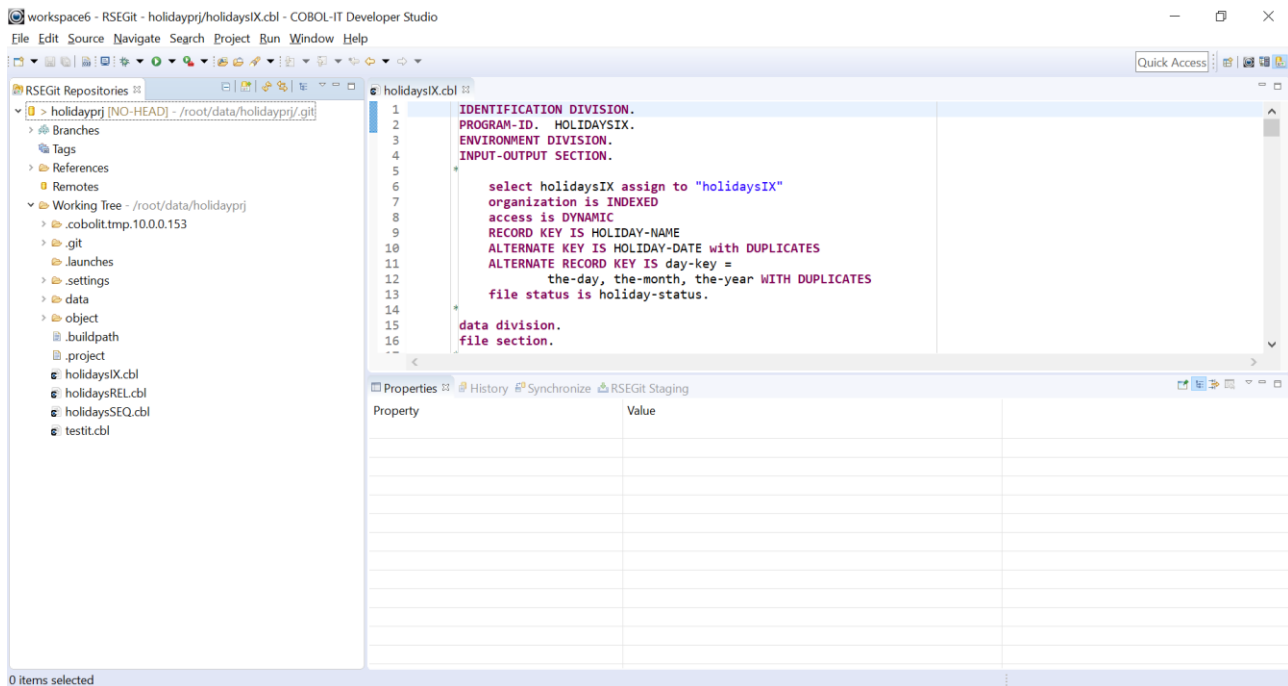 workspace6 - RSEGit - holidayprj/holidaysIX.cbl - COBOL-IT Developer Studio
File Edit Source Navigate Search Project Run Window Help
Quick Access
RSEGit Repositories
> holidayprj [NO-HEAD] - /root/data/holidayprj/.git
Branches
Tags
References
Remotes
Working Tree - /root/data/holidayprj
.cobolit.tmp.10.0.0.153
.git
.launches
.settings
data
object
.buildpath
.project
holidaysIX.cbl
holidaysREL.cbl
holidaysSEQ.cbl
testit.cbl
holidaysIX.cbl
1 IDENTIFICATION DIVISION.
2 PROGRAM-ID. HOLIDAYSIX.
3 ENVIRONMENT DIVISION.
4 INPUT-OUTPUT SECTION.
5 *
6 select holidaysIX assign to "holidaysIX"
7 organization is INDEXED
8 access is DYNAMIC
9 RECORD KEY IS HOLIDAY-NAME
10 ALTERNATE KEY IS HOLIDAY-DATE with DUPLICATES
11 ALTERNATE RECORD KEY IS day-key =
12 the-day, the-month, the-year WITH DUPLICATES
13 file status is holiday-status.
14 *
15 data division.
16 file section.
Properties History Synchronize RSEGit Staging
Property Value
0 items selected